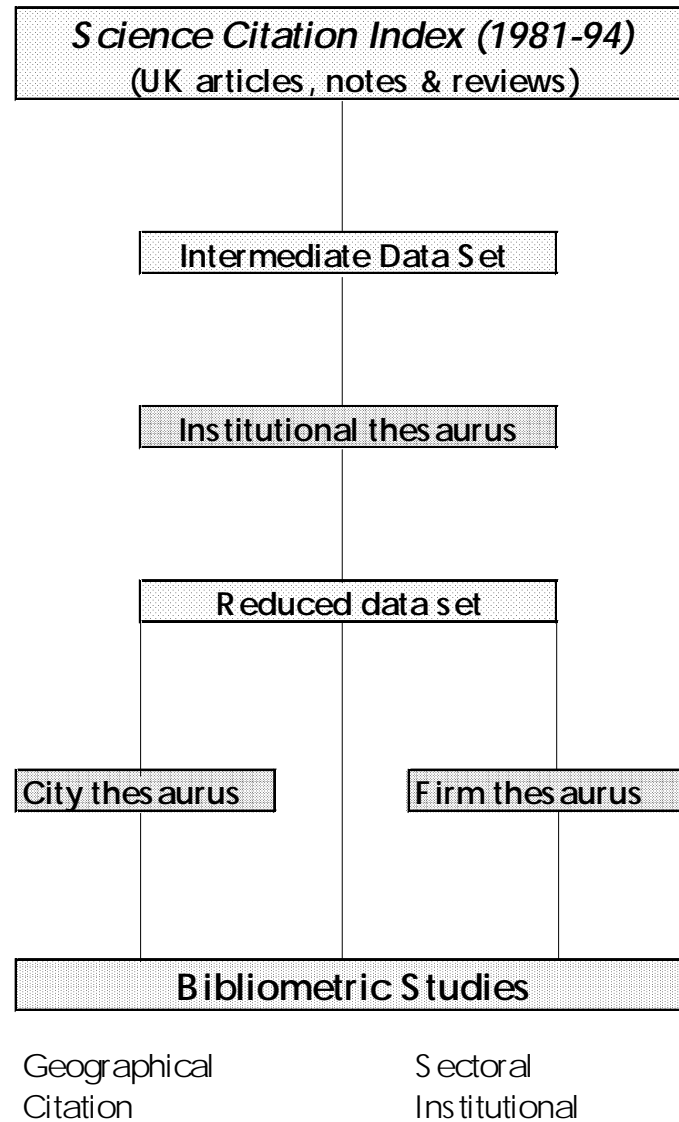 Science Citation Index (1981-94)
(UK articles, notes & reviews)
Intermediate Data Set
Institutional thesaurus
Reduced data set
City thesaurus
Firm thesaurus
Bibliometric Studies
Geographical
Sectoral
Citation
Institutional